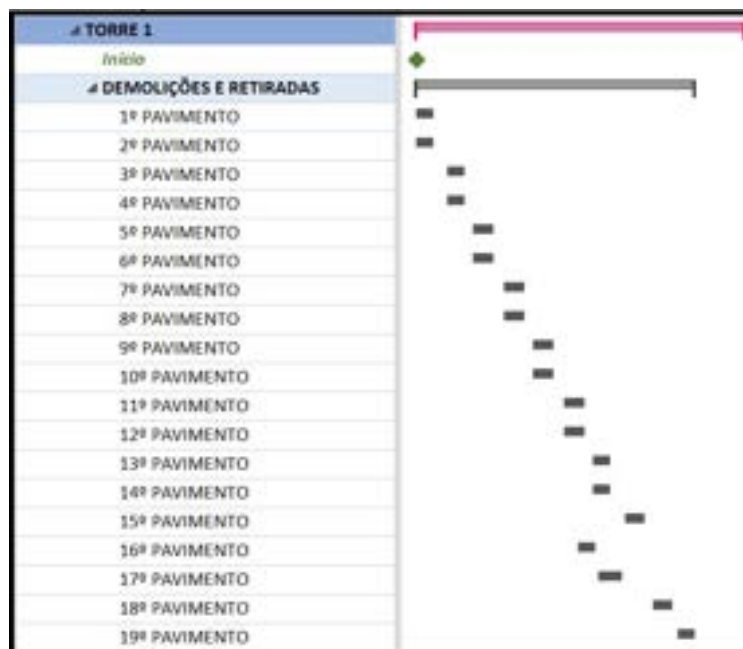 TORRE 1
Início
DEMOLIÇÕES E RETIRADAS
1º PAVIMENTO
2º PAVIMENTO
3º PAVIMENTO
4º PAVIMENTO
5º PAVIMENTO
6º PAVIMENTO
7º PAVIMENTO
8º PAVIMENTO
9º PAVIMENTO
10º PAVIMENTO
11º PAVIMENTO
12º PAVIMENTO
13º PAVIMENTO
14º PAVIMENTO
15º PAVIMENTO
16º PAVIMENTO
17º PAVIMENTO
18º PAVIMENTO
19º PAVIMENTO